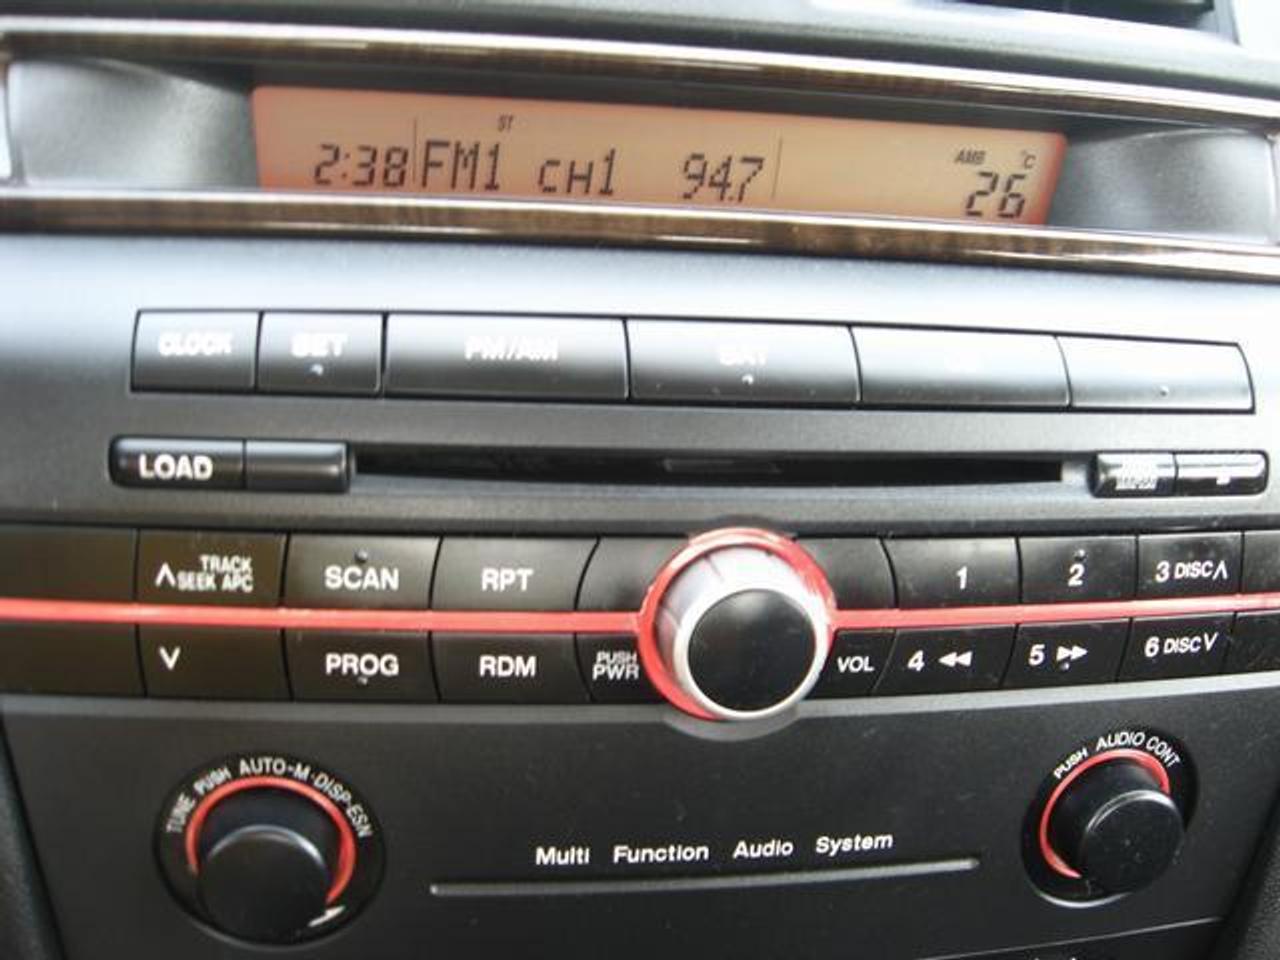 ST
AMB °C
2:38 FM1 CH1 94.7 26
CLOCK SET PM/AM SAT
LOAD
∧ TRACK SEEK APC SCAN RPT 1 2 3 DISC∧
∨ PROG RDM PUSH PWR VOL 4 ◀◀ 5 ▶▶ 6 DISC∨
TUNE PUSH AUTO-M·DISP-ESN
PUSH AUDIO CONT
Multi Function Audio System